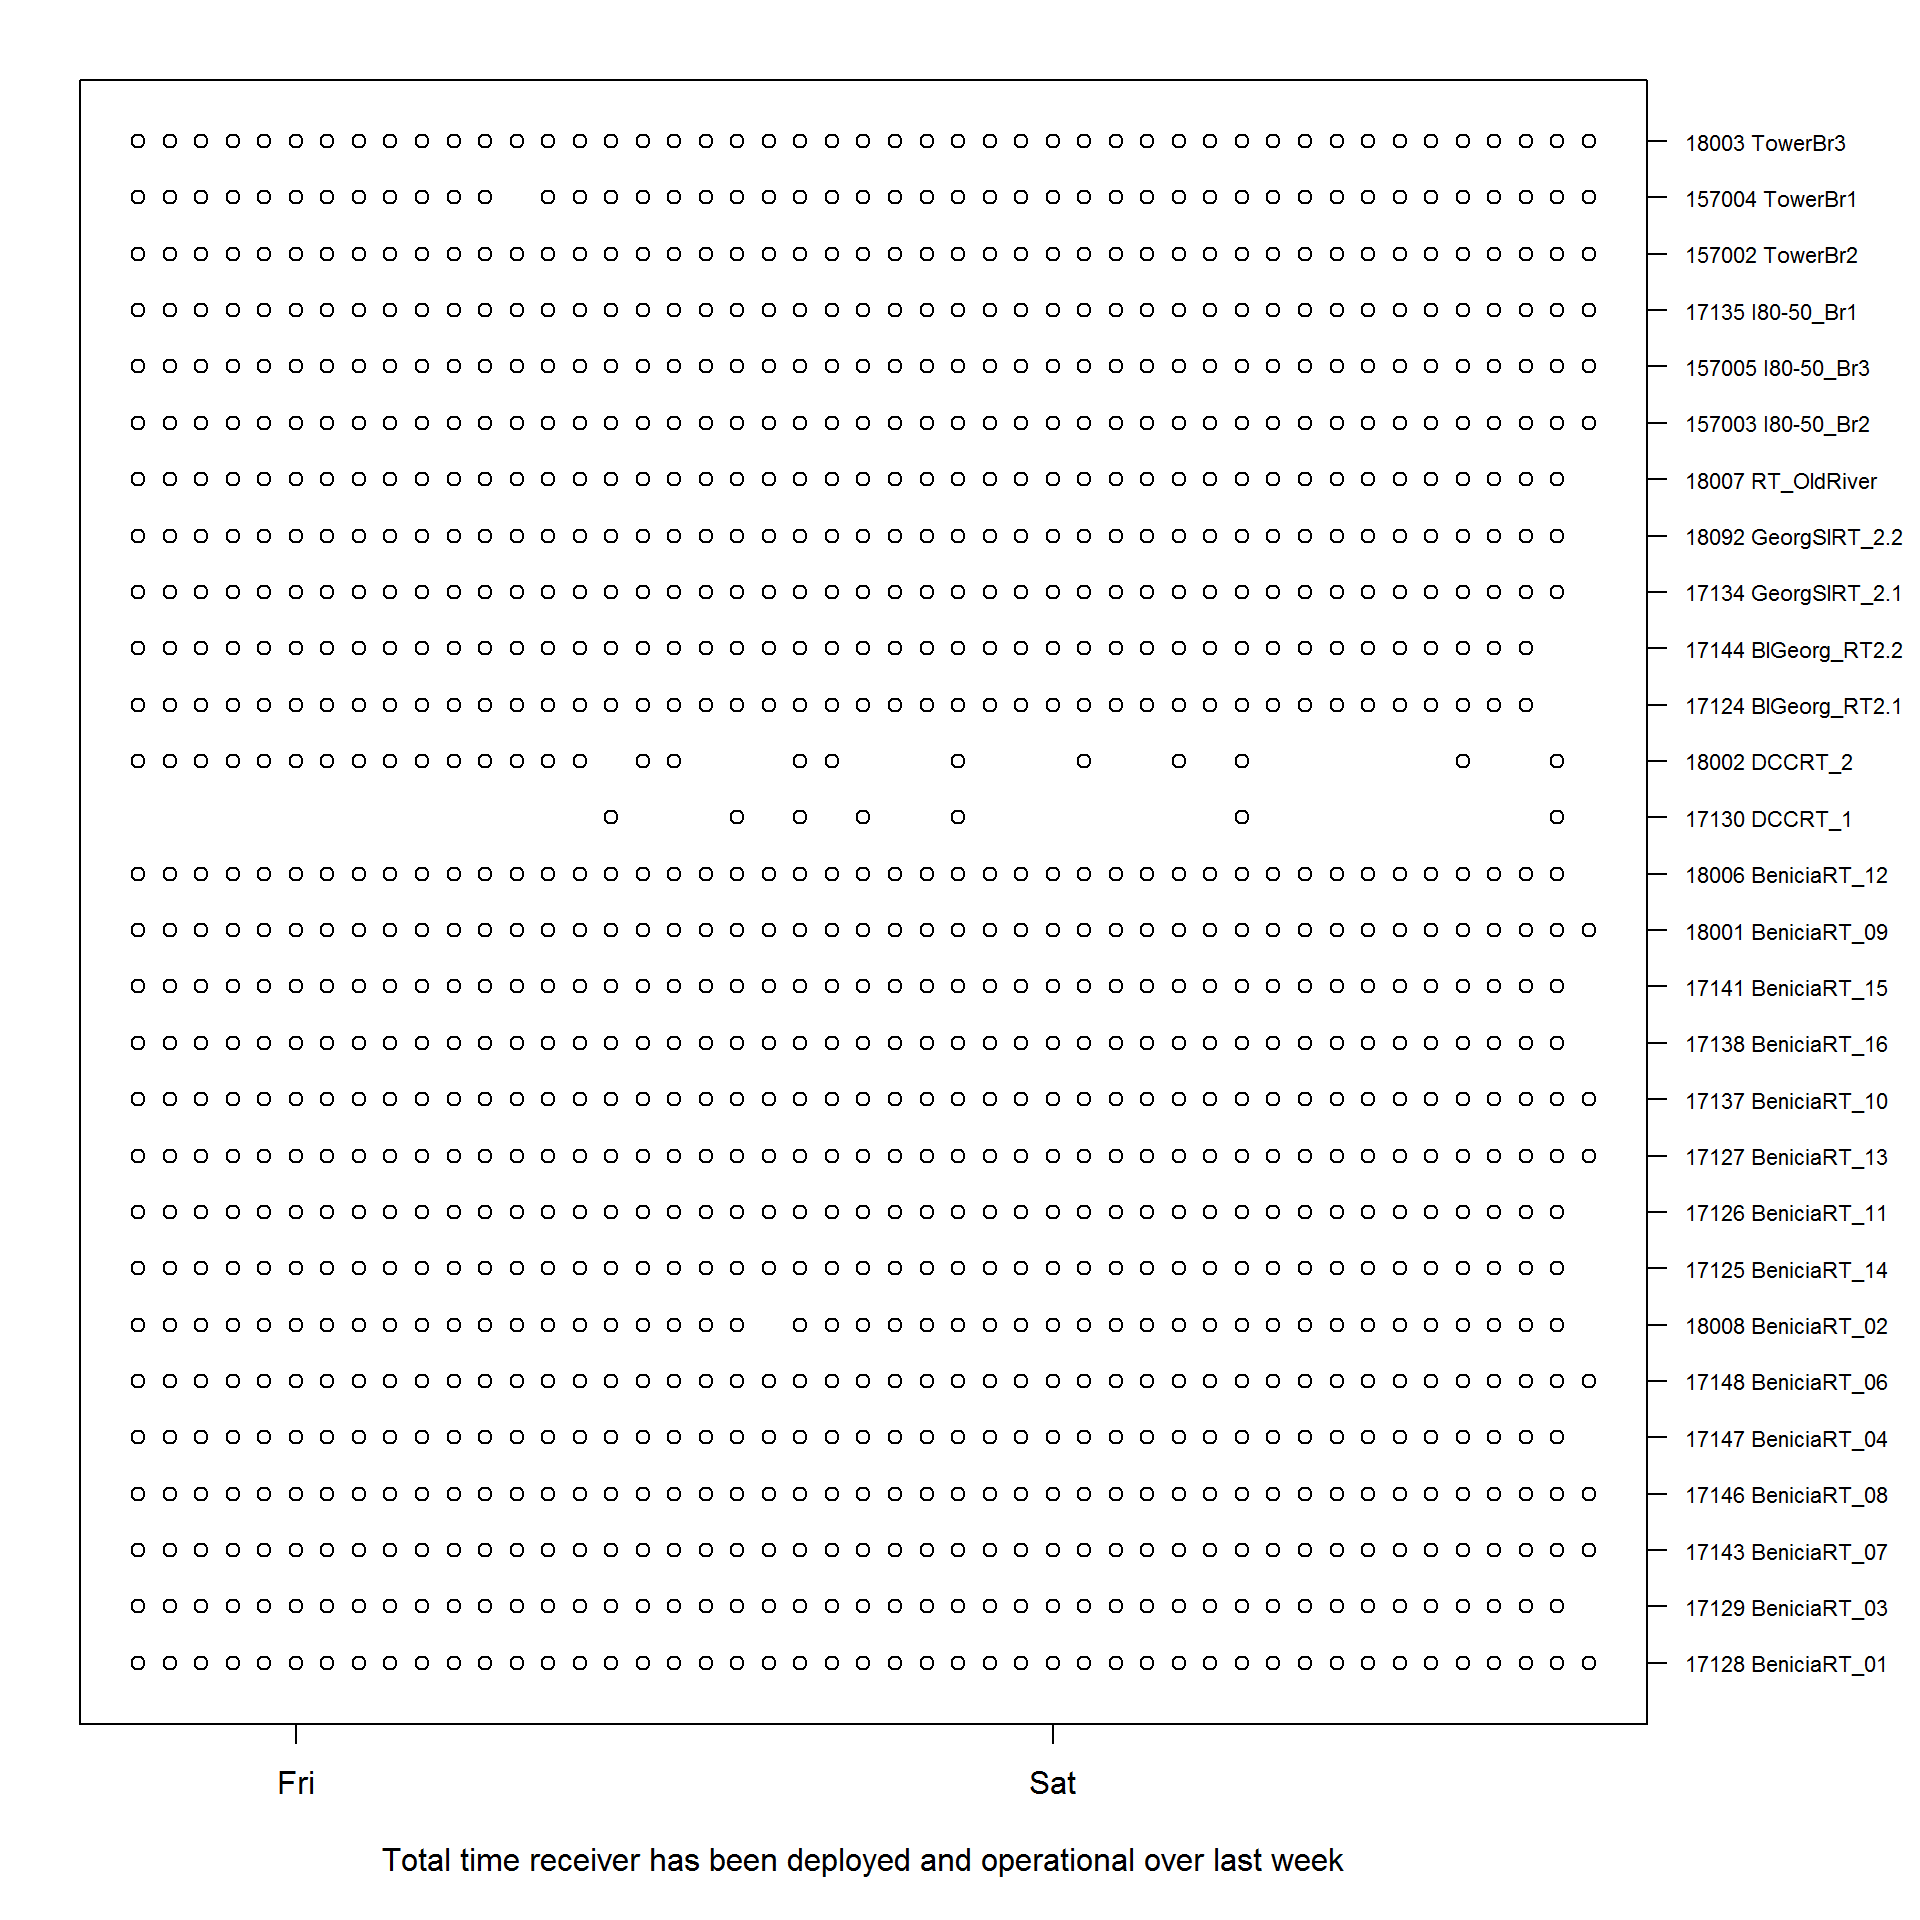 18003 TowerBr3
157004 TowerBr1
157002 TowerBr2
17135 I80-50_Br1
157005 I80-50_Br3
157003 I80-50_Br2
18007 RT_OldRiver
18092 GeorgSlRT_2.2
17134 GeorgSlRT_2.1
17144 BlGeorg_RT2.2
17124 BlGeorg_RT2.1
18002 DCCRT_2
17130 DCCRT_1
18006 BeniciaRT_12
18001 BeniciaRT_09
17141 BeniciaRT_15
17138 BeniciaRT_16
17137 BeniciaRT_10
17127 BeniciaRT_13
17126 BeniciaRT_11
17125 BeniciaRT_14
18008 BeniciaRT_02
17148 BeniciaRT_06
17147 BeniciaRT_04
17146 BeniciaRT_08
17143 BeniciaRT_07
17129 BeniciaRT_03
17128 BeniciaRT_01
Fri Sat
Total time receiver has been deployed and operational over last week